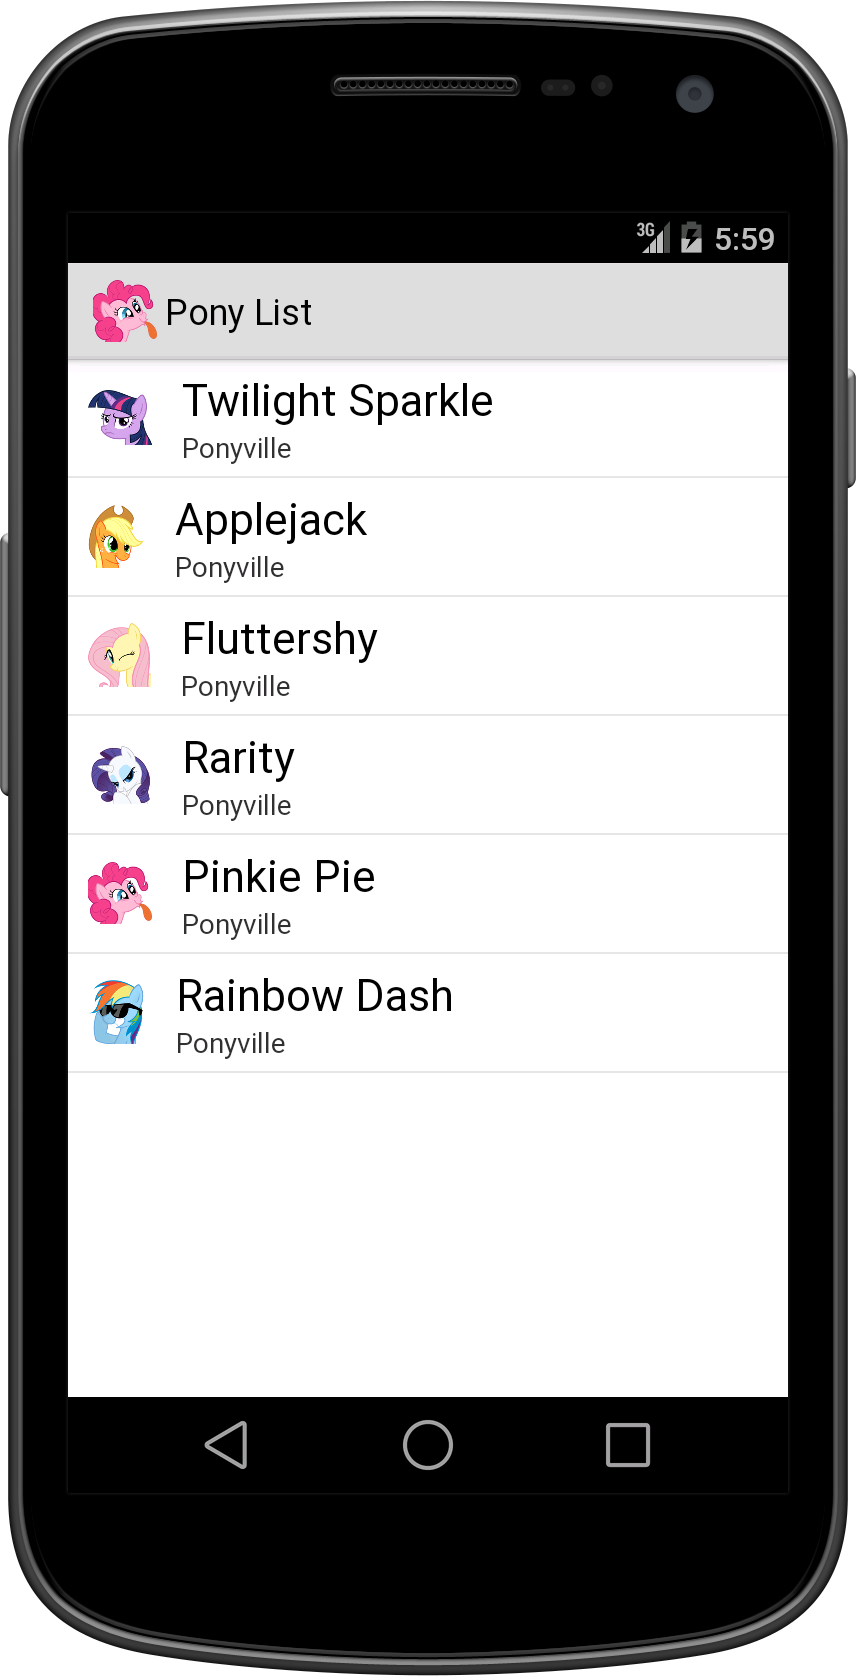 3G 5:59
Pony List
Twilight Sparkle
Ponyville
Applejack
Ponyville
Fluttershy
Ponyville
Rarity
Ponyville
Pinkie Pie
Ponyville
Rainbow Dash
Ponyville